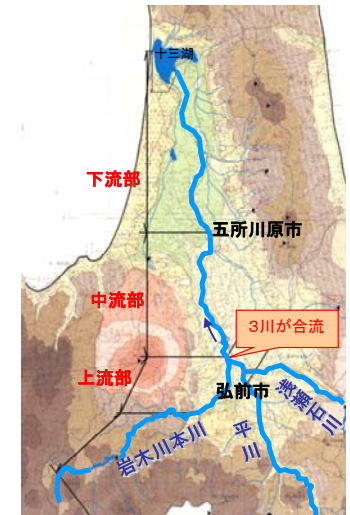 十三湖
下流部
五所川原市
中流部
3川が合流
上流部
弘前市
浅瀬石川
平川
岩木川本川